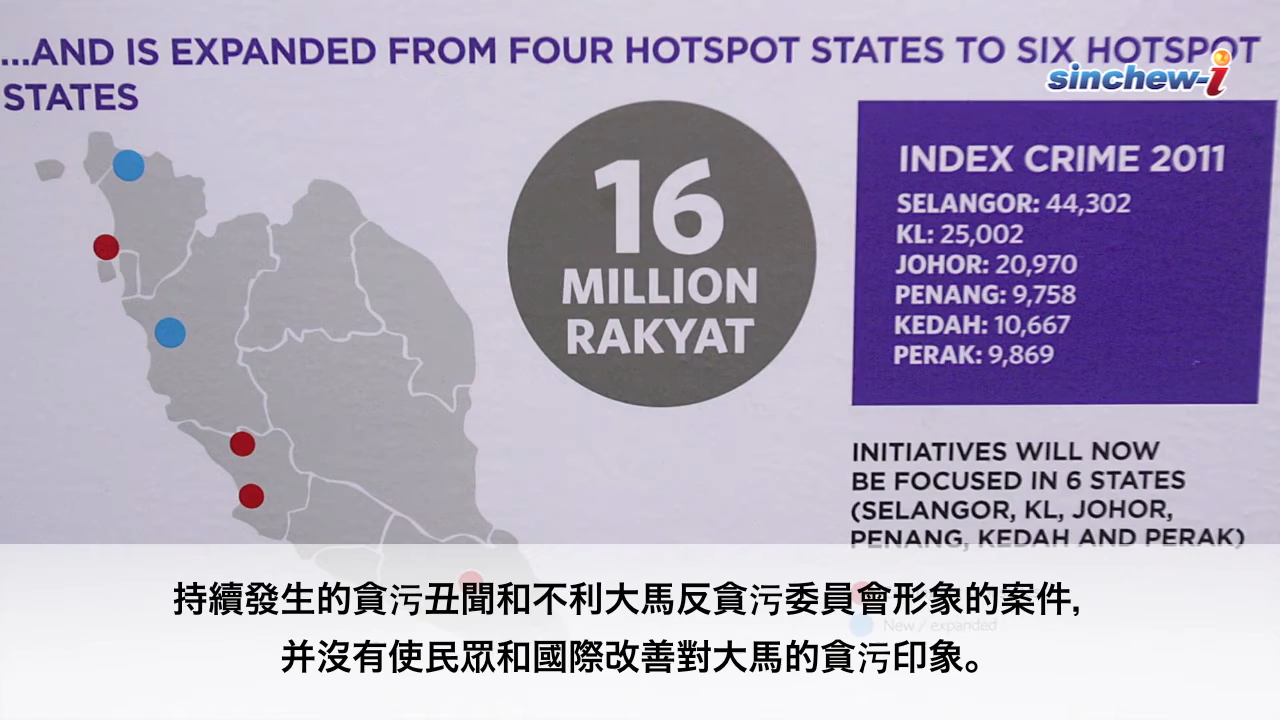 ...AND IS EXPANDED FROM FOUR HOTSPOT STATES TO SIX HOTSPOT
STATES
sinchew-i
16
MILLION
RAKYAT
INDEX CRIME 2011
SELANGOR: 44,302
KL: 25,002
JOHOR: 20,970
PENANG: 9,758
KEDAH: 10,667
PERAK: 9,869
INITIATIVES WILL NOW
BE FOCUSED IN 6 STATES
(SELANGOR, KL, JOHOR,
PENANG, KEDAH AND PERAK)
New / expanded
持續發生的貪污丑聞和不利大馬反貪污委員會形象的案件,
并沒有使民眾和國際改善對大馬的貪污印象。